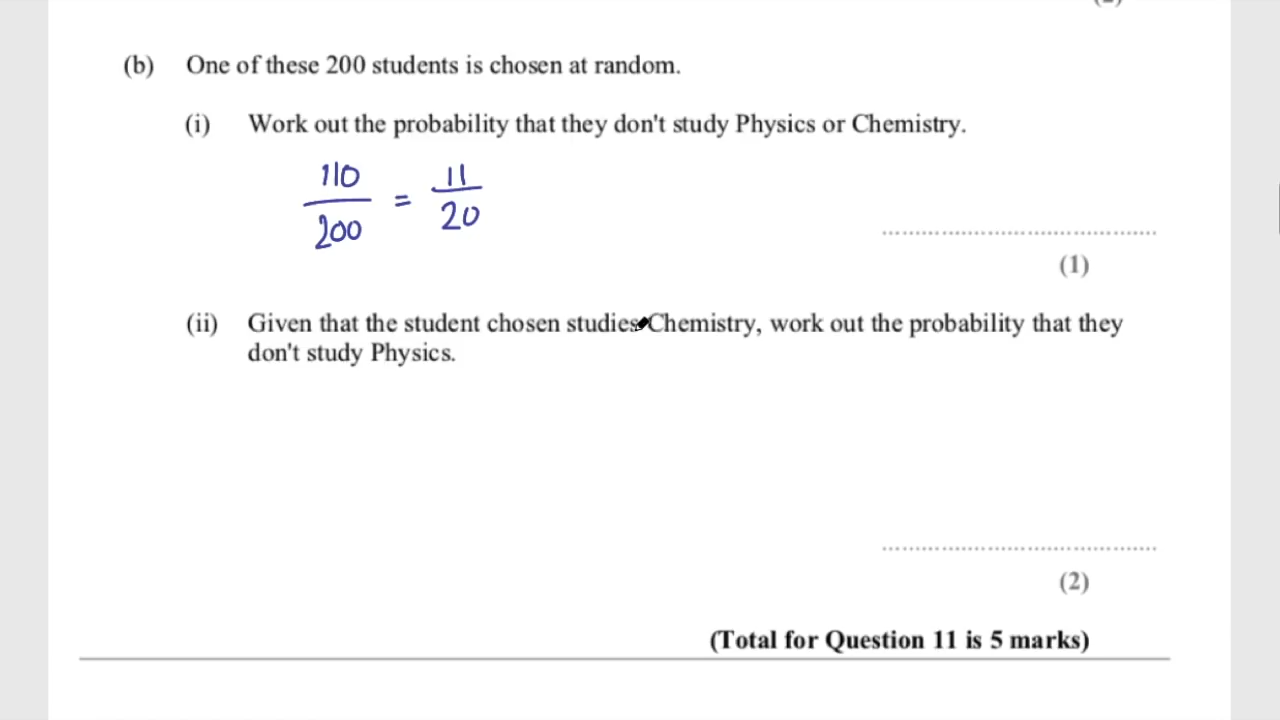 (b) One of these 200 students is chosen at random.
(i) Work out the probability that they don't study Physics or Chemistry.
110/200 = 11/20
(1)
(ii) Given that the student chosen studies Chemistry, work out the probability that they
don't study Physics.
(2)
(Total for Question 11 is 5 marks)